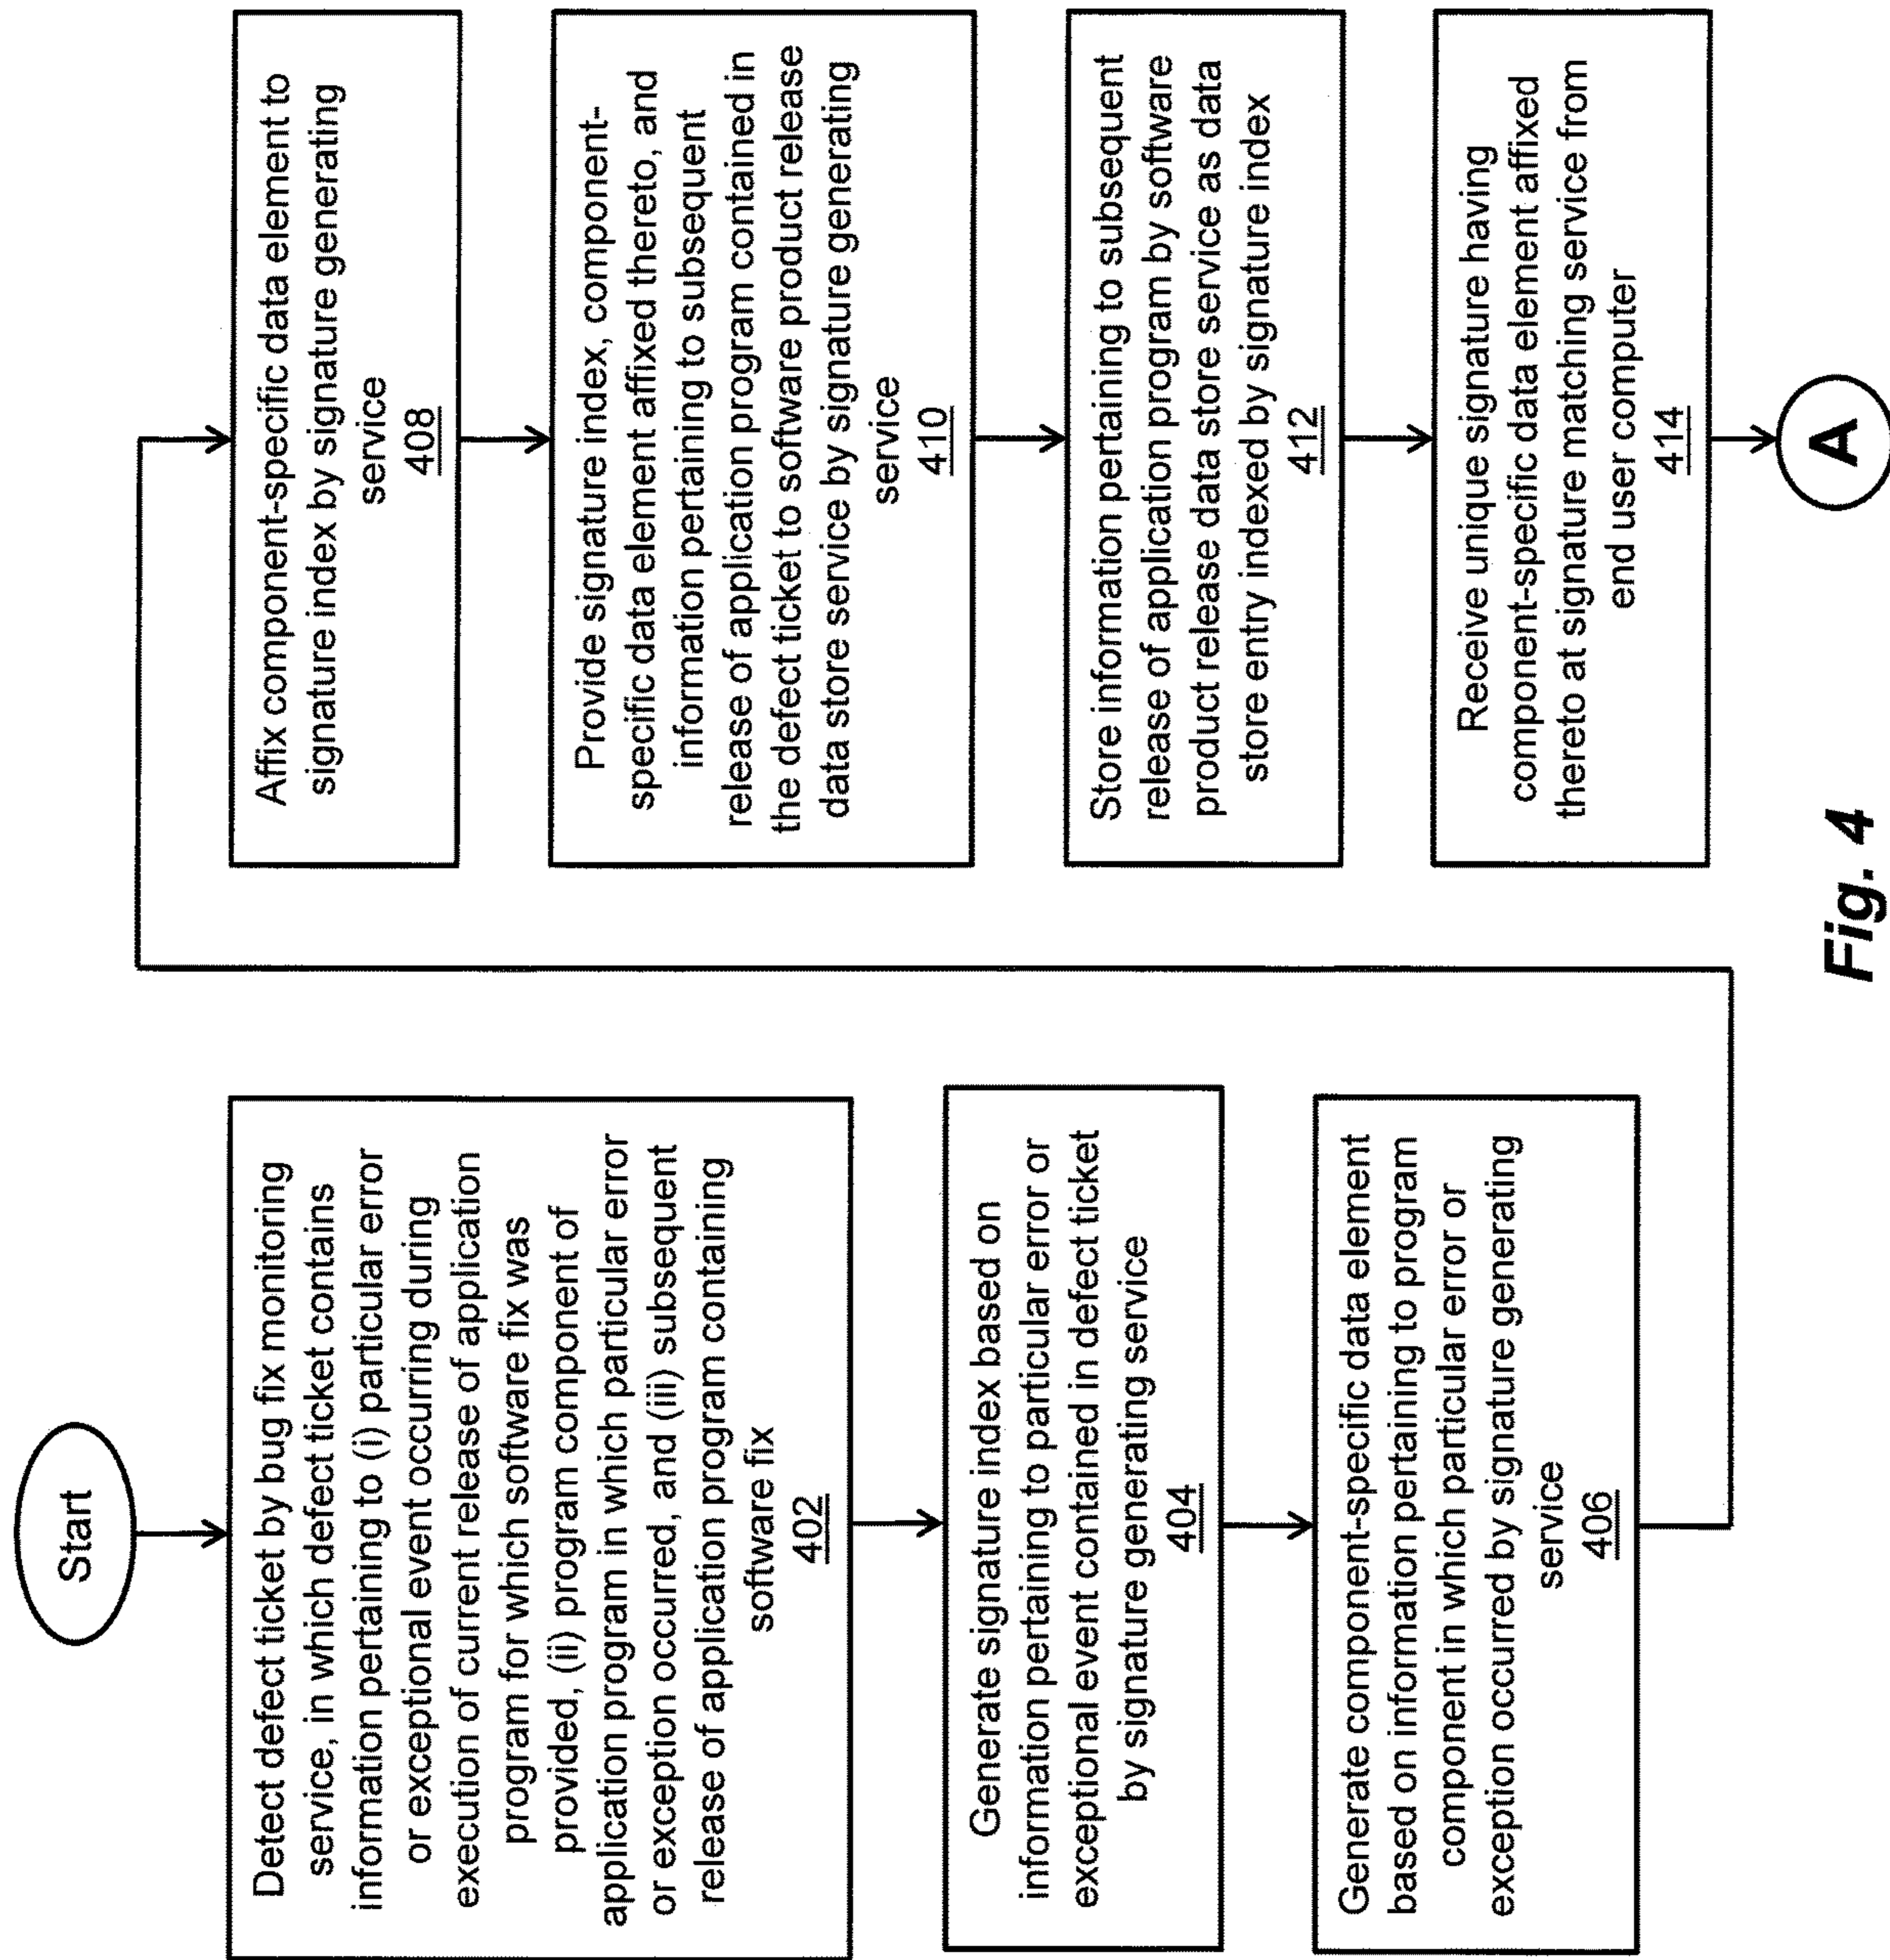 Start
Detect defect ticket by bug fix monitoring
service, in which defect ticket contains
information pertaining to (i) particular error
or exceptional event occurring during
execution of current release of application
program for which software fix was
provided, (ii) program component of
application program in which particular error
or exception occurred, and (iii) subsequent
release of application program containing
software fix
402
Generate signature index based on
information pertaining to particular error or
exceptional event contained in defect ticket
by signature generating service
404
Generate component-specific data element
based on information pertaining to program
component in which particular error or
exception occurred by signature generating
service
406
Affix component-specific data element to
signature index by signature generating
service
408
Provide signature index, component-
specific data element affixed thereto, and
information pertaining to subsequent
release of application program contained in
the defect ticket to software product release
data store service by signature generating
service
410
Store information pertaining to subsequent
release of application program by software
product release data store service as data
store entry indexed by signature index
412
Receive unique signature having
component-specific data element affixed
thereto at signature matching service from
end user computer
414
A
Fig. 4